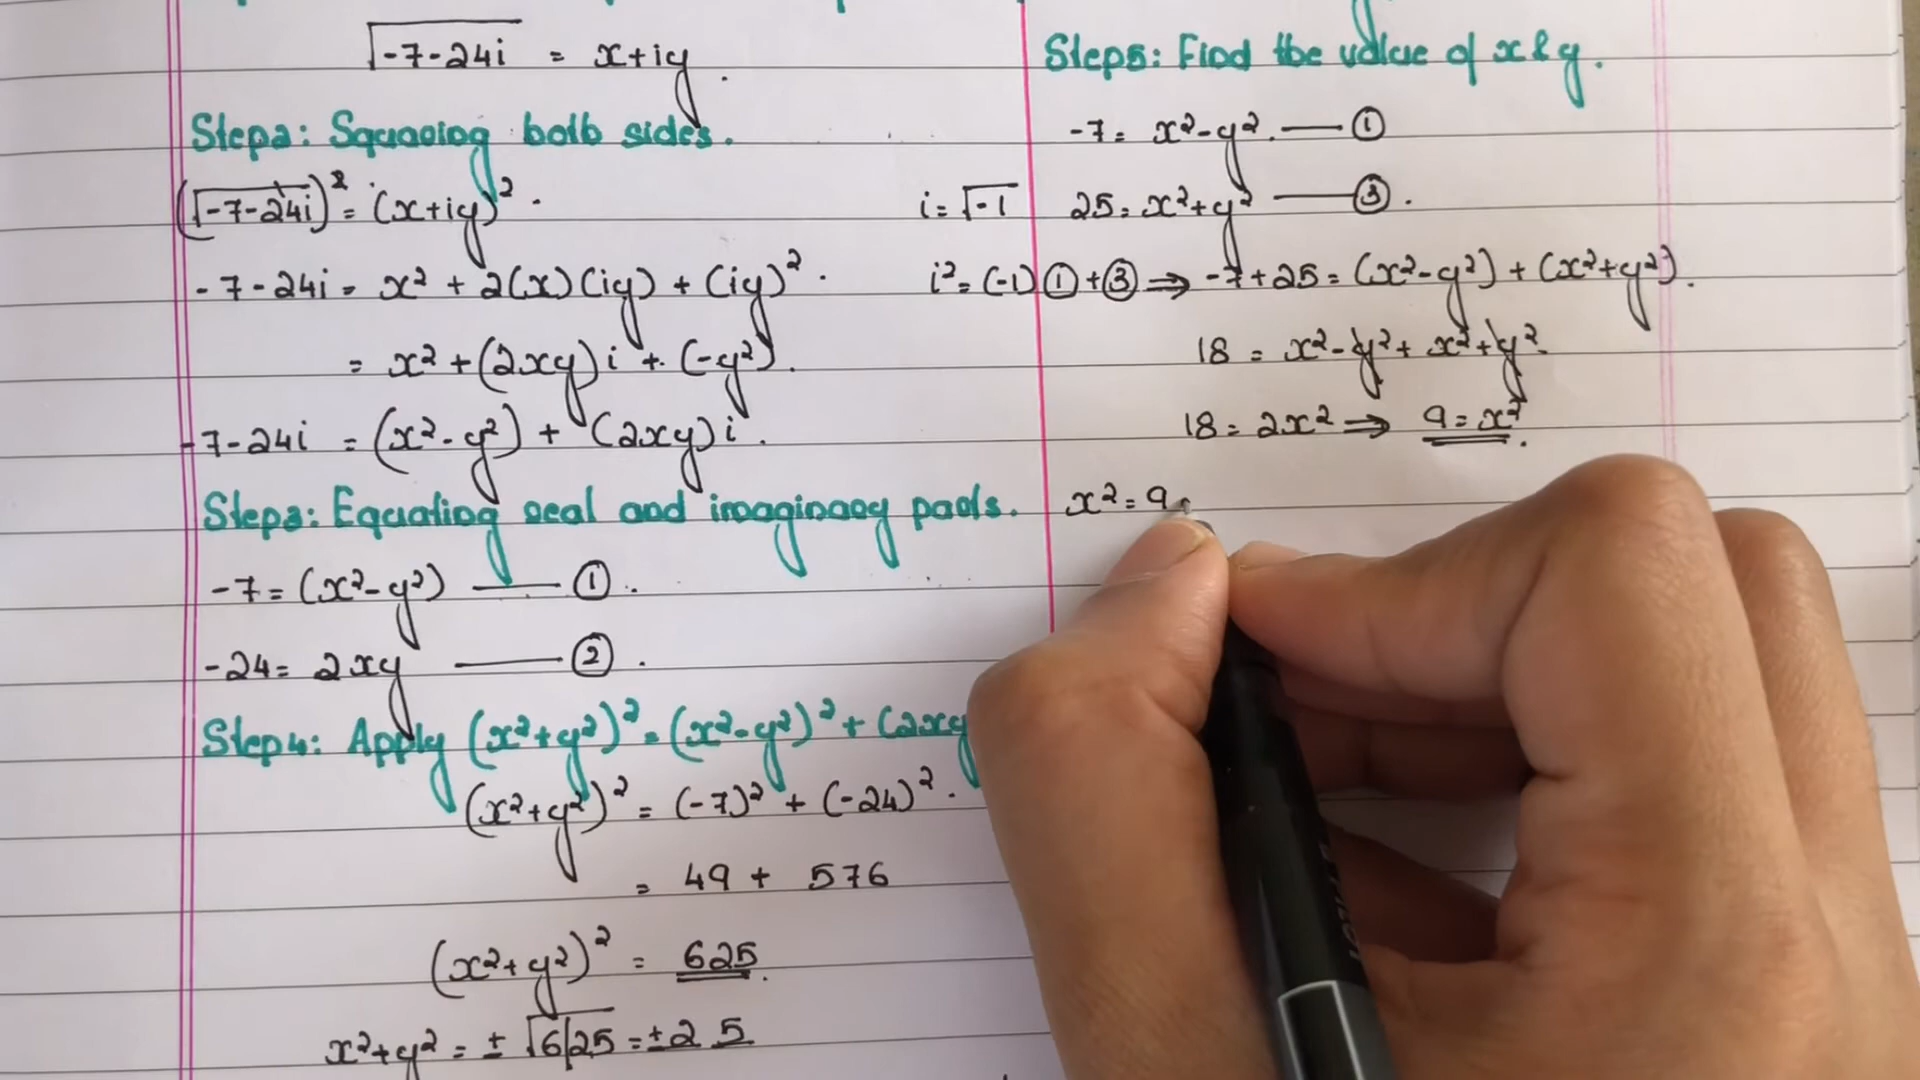 √-7-24i = x+iy.
Step2: Squaring both sides.
(√-7-24i)² = (x+iy)².
-7-24i = x² + 2(x)(iy) + (iy)².
i = √-1
i² = (-1)
= x² + (2xy)i + (-y²).
-7-24i = (x²-y²) + (2xy)i.
Step3: Equating real and imaginary parts.
-7 = (x²-y²) —— ①.
-24 = 2xy —— ②.
Step4: Apply (x²+y²)² = (x²-y²)² + (2xy
(x²+y²)² = (-7)² + (-24)².
= 49 + 576
(x²+y²)² = 625.
x²+y² = ± √625 = ±25
Step5: Find the value of x & y.
-7 = x²-y². —— ①
25 = x²+y² —— ③.
①+③ ⇒ -7+25 = (x²-y²) + (x²+y²).
18 = x²-y²+x²+y².
18 = 2x² ⇒ 9 = x².
x² = 9